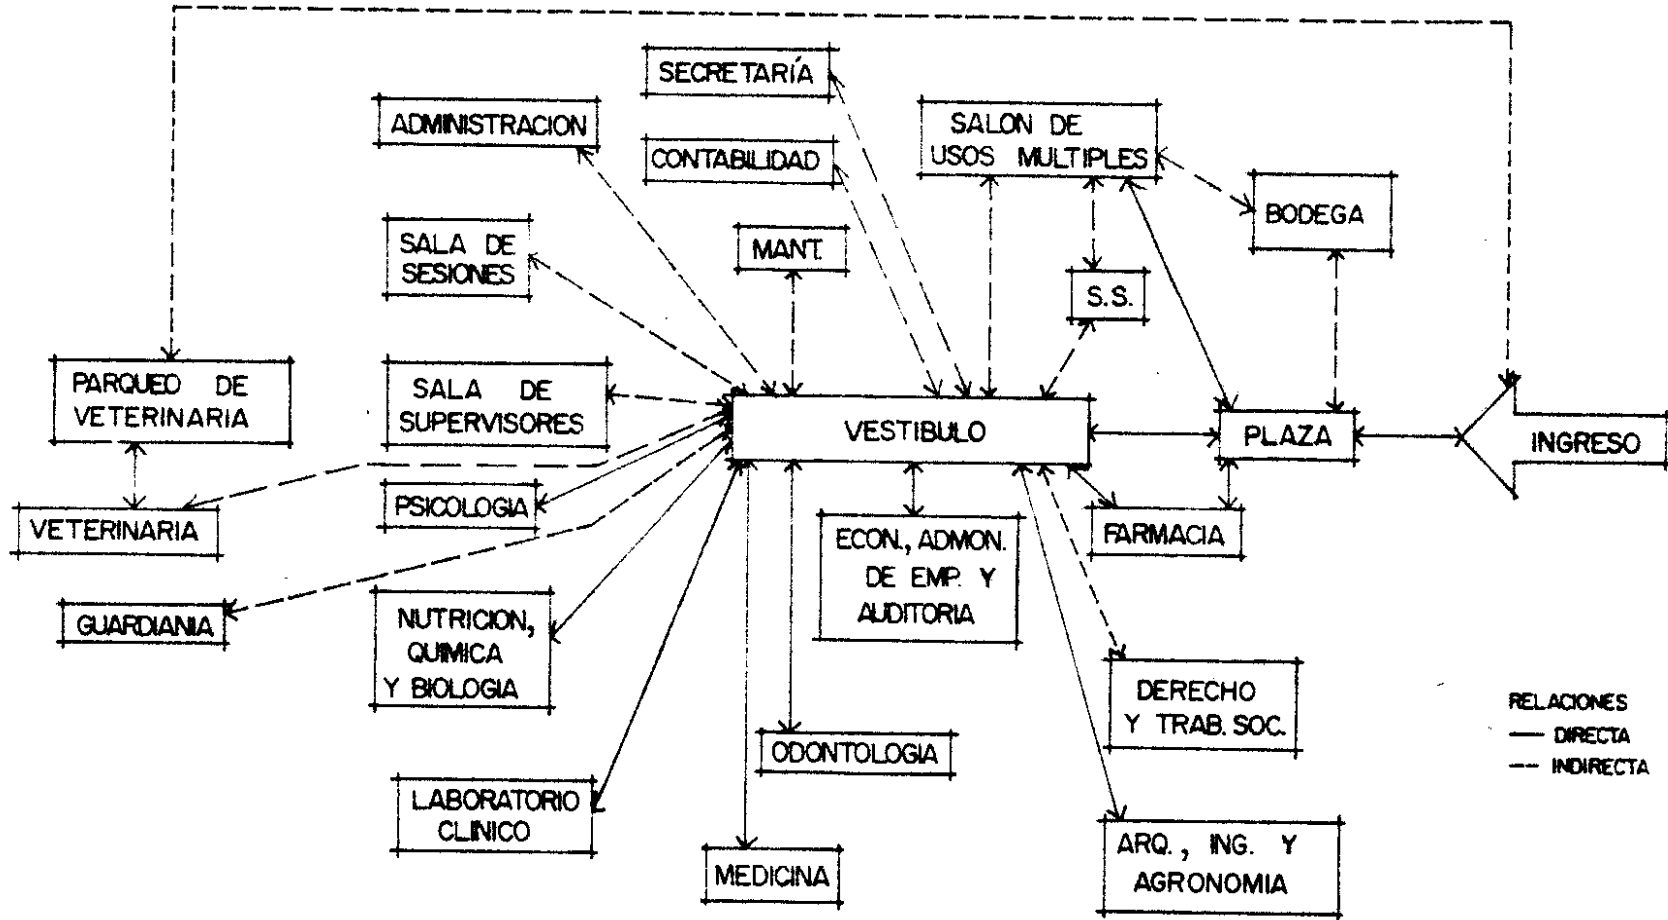 SECRETARÍA
ADMINISTRACION
SALON DE
USOS MULTIPLES
CONTABILIDAD
BODEGA
SALA DE
SESIONES
MANT.
S.S.
PARQUEO DE
VETERINARIA
SALA DE
SUPERVISORES
VESTIBULO
PLAZA
INGRESO
PSICOLOGIA
VETERINARIA
FARMACIA
ECON., ADMON.
DE EMP. Y
AUDITORIA
GUARDIANIA
NUTRICION,
QUIMICA
Y BIOLOGIA
DERECHO
Y TRAB. SOC.
RELACIONES
DIRECTA
INDIRECTA
ODONTOLOGIA
LABORATORIO
CLINICO
MEDICINA
ARQ., ING. Y
AGRONOMIA